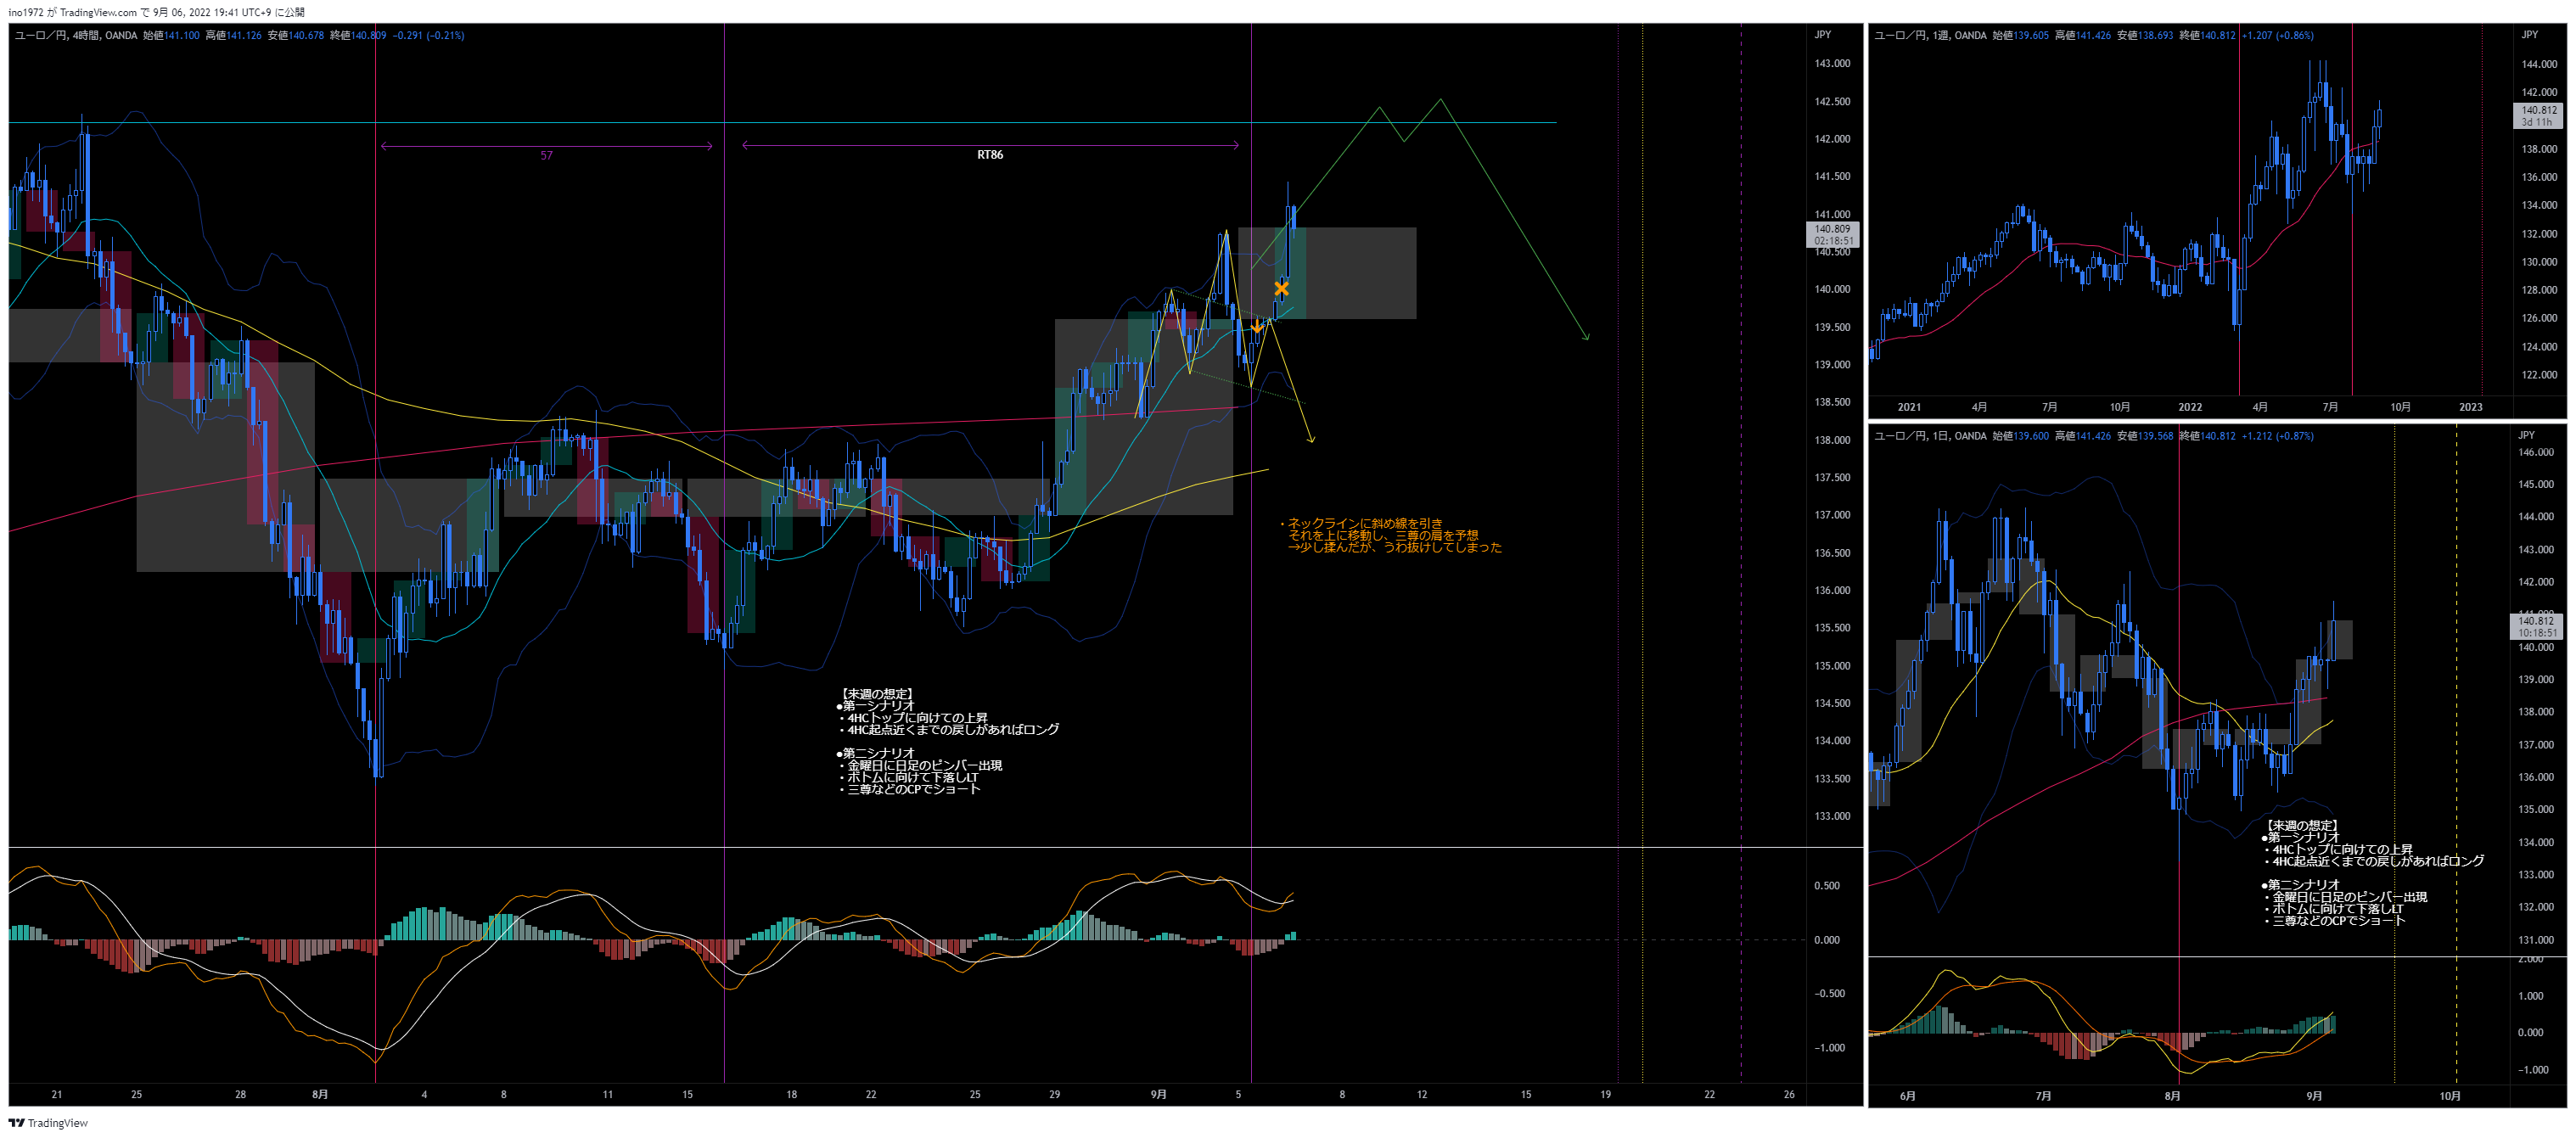 ino1972 が TradingView.com で 9月 06, 2022 19:41 UTC+9 に公開
ユーロ／円, 4時間, OANDA 始値141.100 高値141.126 安値140.678 終値140.809 −0.291 (−0.21%)
JPY
143.000
142.500
142.000
141.500
141.000
140.809
02:18:51
140.500
140.000
139.500
139.000
138.500
138.000
137.500
137.000
136.500
136.000
135.500
135.000
134.500
134.000
133.500
133.000
57
RT86
・ネックラインに斜め線を引き
それを上に移動し、三尊の肩を予想
→少し揉んだが、うわ抜けしてしまった
【来週の想定】
●第一シナリオ
・4HCトップに向けての上昇
・4HC起点近くまでの戻しがあればロング
●第二シナリオ
・金曜日に日足のピンバー出現
・ボトムに向けて下落しLT
・三尊などのCPでショート
0.500
0.000
−0.500
−1.000
21 25 28 8月 4 8 11 15 18 22 25 29 9月 5 8 12 15 19 22 26
ユーロ／円, 1週, OANDA 始値139.605 高値141.426 安値138.693 終値140.812 +1.207 (+0.86%)
JPY
144.000
142.000
140.812
3d 11h
138.000
136.000
134.000
132.000
130.000
128.000
126.000
124.000
122.000
2021 4月 7月 10月 2022 4月 7月 10月 2023
ユーロ／円, 1日, OANDA 始値139.600 高値141.426 安値139.568 終値140.812 +1.212 (+0.87%)
JPY
146.000
145.000
144.000
143.000
142.000
141.000
140.812
10:18:51
140.000
139.000
138.000
137.000
136.000
135.000
134.000
133.000
132.000
131.000
【来週の想定】
●第一シナリオ
・4HCトップに向けての上昇
・4HC起点近くまでの戻しがあればロング
●第二シナリオ
・金曜日に日足のピンバー出現
・ボトムに向けて下落しLT
・三尊などのCPでショート
2.000
1.000
0.000
−1.000
6月 7月 8月 9月 10月
TradingView